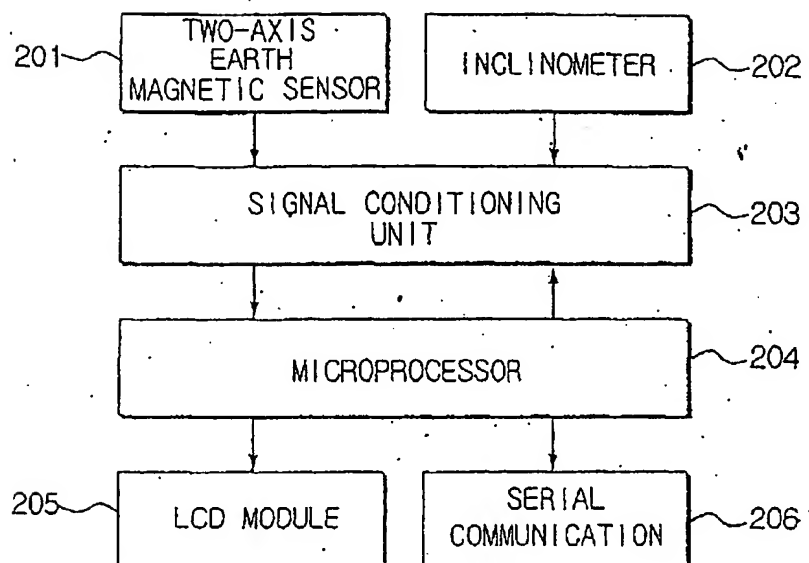 201
TWO-AXIS
EARTH
MAGNETIC SENSOR
INCLINOMETER
202
SIGNAL CONDITIONING
UNIT
203
MICROPROCESSOR
204
205
LCD MODULE
SERIAL
COMMUNICATION
206